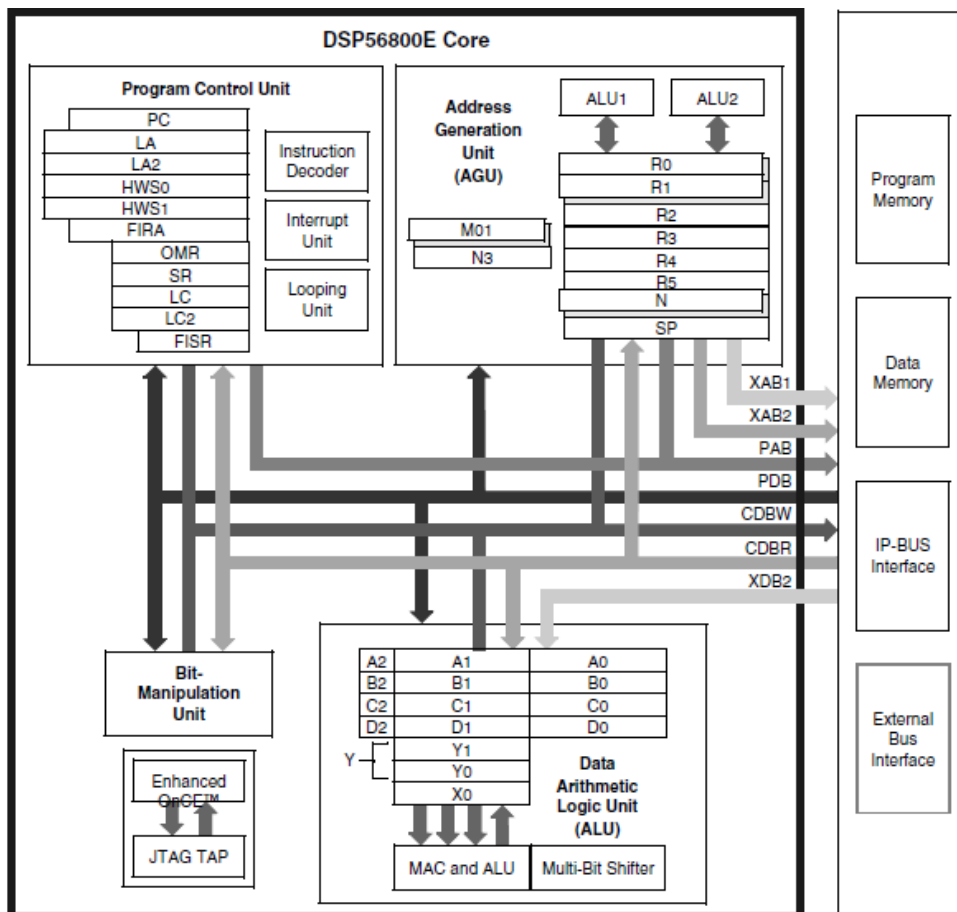 DSP56800E Core
Program Control Unit
PC
LA
LA2
HWS0
HWS1
FIRA
OMR
SR
LC
LC2
FISR
Instruction
Decoder
Interrupt
Unit
Looping
Unit
Address
Generation
Unit
(AGU)
ALU1
ALU2
R0
R1
R2
R3
R4
R5
N
SP
M01
N3
Program
Memory
Data
Memory
IP-BUS
Interface
External
Bus
Interface
XAB1
XAB2
PAB
PDB
CDBW
CDBR
XDB2
Bit-
Manipulation
Unit
Enhanced
OnCE™
JTAG TAP
A2 A1 A0
B2 B1 B0
C2 C1 C0
D2 D1 D0
Y
Y1
Y0
X0
Data
Arithmetic
Logic Unit
(ALU)
MAC and ALU
Multi-Bit Shifter